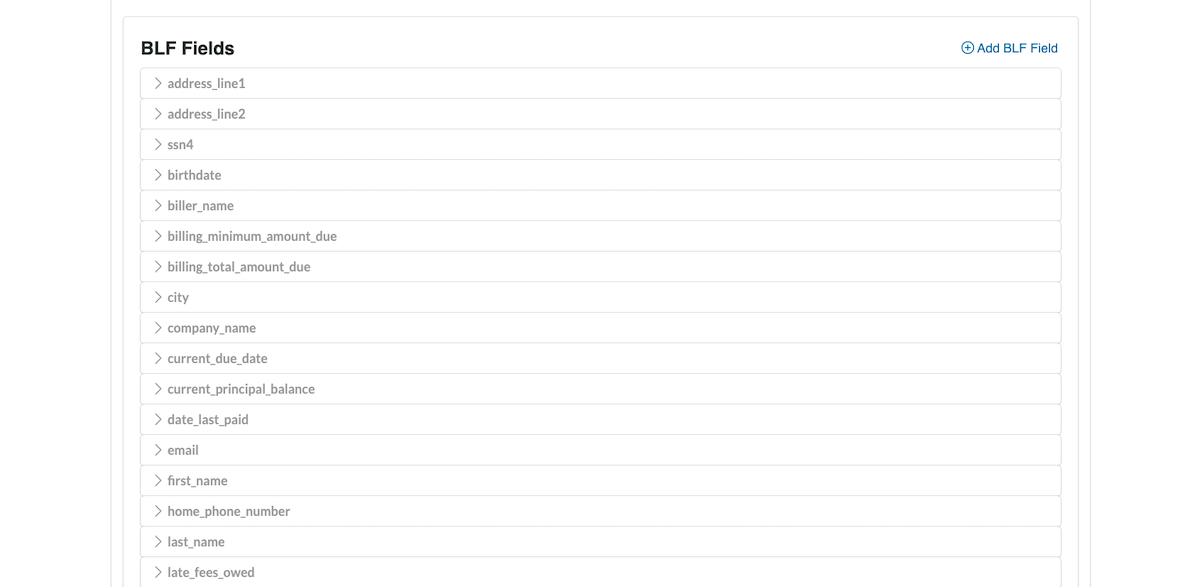 BLF Fields
Add BLF Field
address_line1
address_line2
ssn4
birthdate
biller_name
billing_minimum_amount_due
billing_total_amount_due
city
company_name
current_due_date
current_principal_balance
date_last_paid
email
first_name
home_phone_number
last_name
late_fees_owed